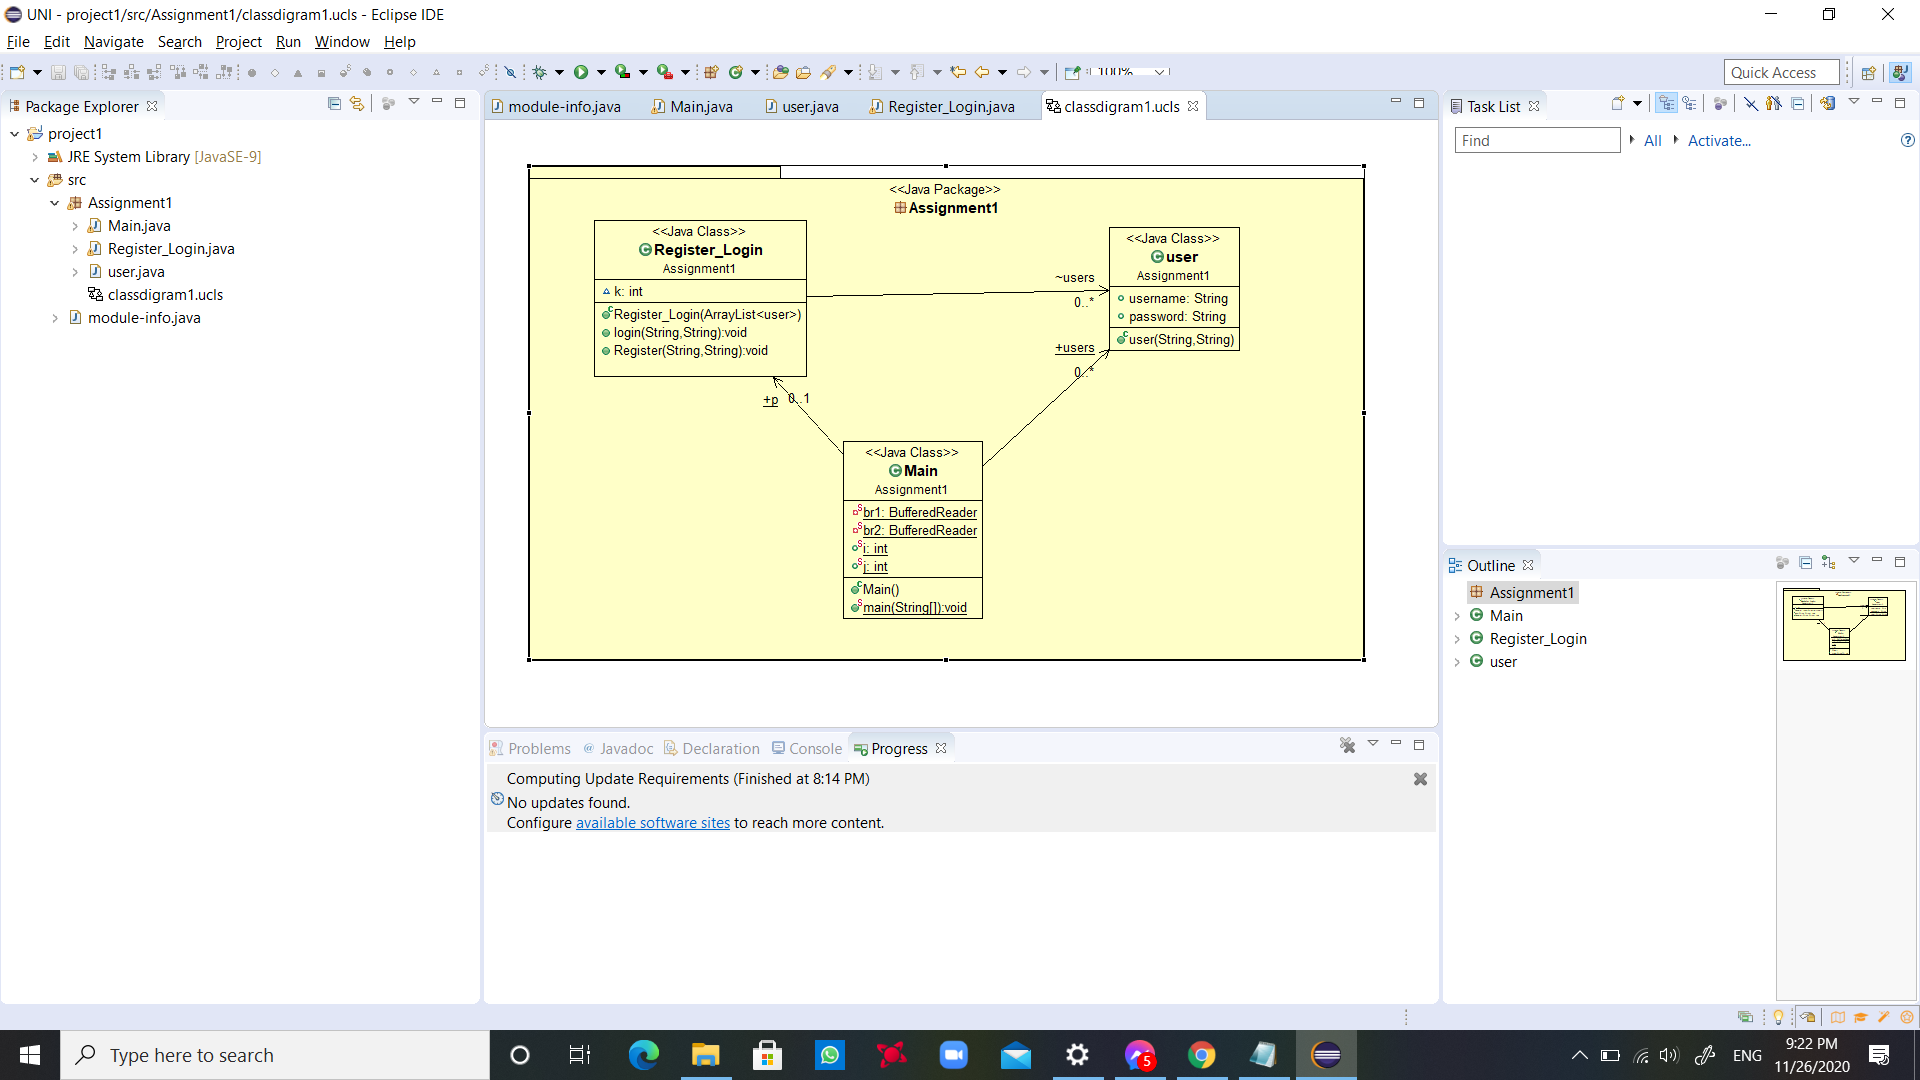 UNI - project1/src/Assignment1/classdigram1.ucls - Eclipse IDE
File Edit Navigate Search Project Run Window Help
100%
Quick Access
Package Explorer
project1
JRE System Library [JavaSE-9]
src
Assignment1
Main.java
Register_Login.java
user.java
classdigram1.ucls
module-info.java
module-info.java Main.java user.java Register_Login.java classdigram1.ucls
<<Java Package>>
Assignment1
<<Java Class>>
Register_Login
Assignment1
k: int
Register_Login(ArrayList<user>)
login(String,String):void
Register(String,String):void
~users
0..*
<<Java Class>>
user
Assignment1
username: String
password: String
user(String,String)
+users
0..*
+p 0..1
<<Java Class>>
Main
Assignment1
br1: BufferedReader
br2: BufferedReader
i: int
j: int
Main()
main(String[]):void
Problems @ Javadoc Declaration Console Progress
Computing Update Requirements (Finished at 8:14 PM)
No updates found.
Configure available software sites to reach more content.
Task List
Find All Activate...
Outline
Assignment1
Main
Register_Login
user
Type here to search
5
ENG
9:22 PM
11/26/2020